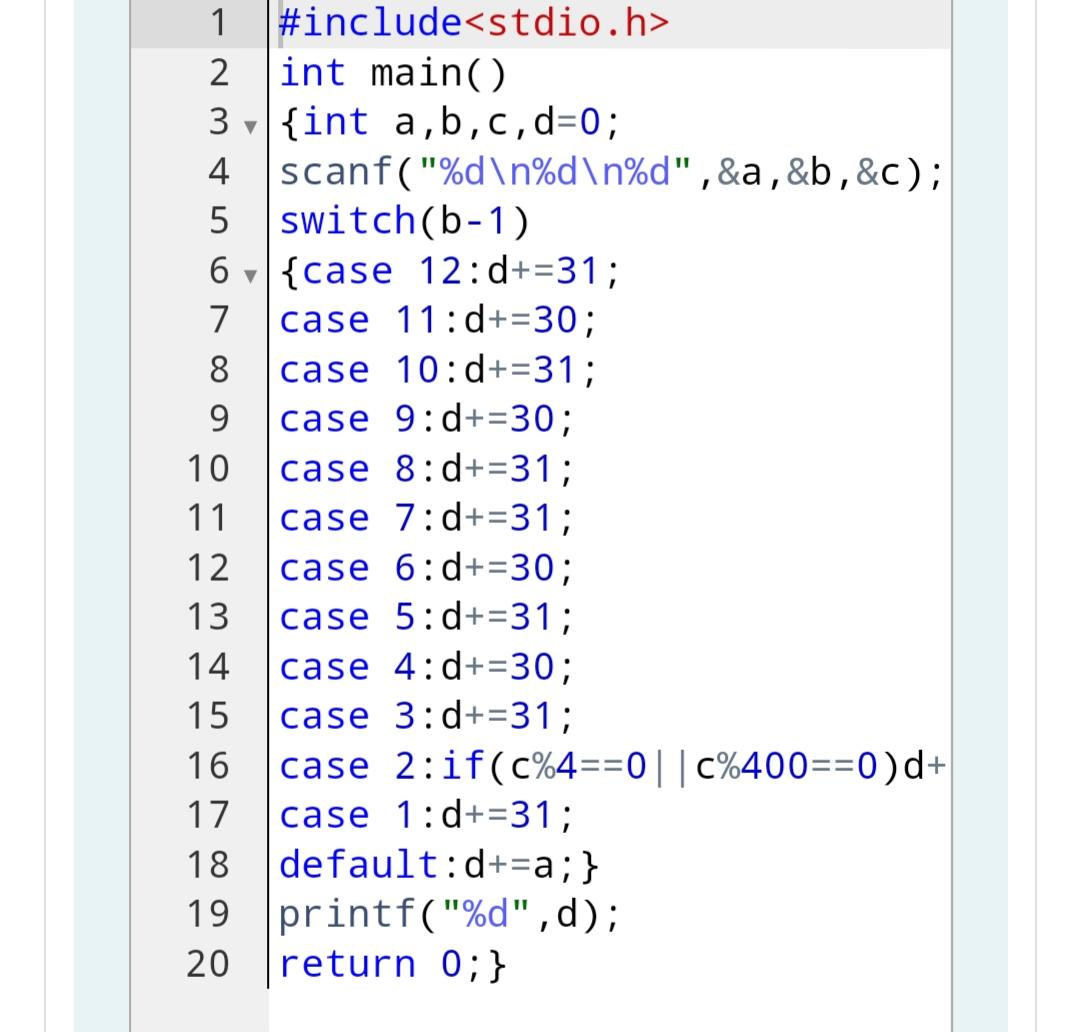 1 #include<stdio.h>
2 int main()
3 {int a,b,c,d=0;
4 scanf("%d\n%d\n%d",&a,&b,&c);
5 switch(b-1)
6 {case 12:d+=31;
7 case 11:d+=30;
8 case 10:d+=31;
9 case 9:d+=30;
10 case 8:d+=31;
11 case 7:d+=31;
12 case 6:d+=30;
13 case 5:d+=31;
14 case 4:d+=30;
15 case 3:d+=31;
16 case 2:if(c%4==0||c%400==0)d+
17 case 1:d+=31;
18 default:d+=a;}
19 printf("%d",d);
20 return 0;}